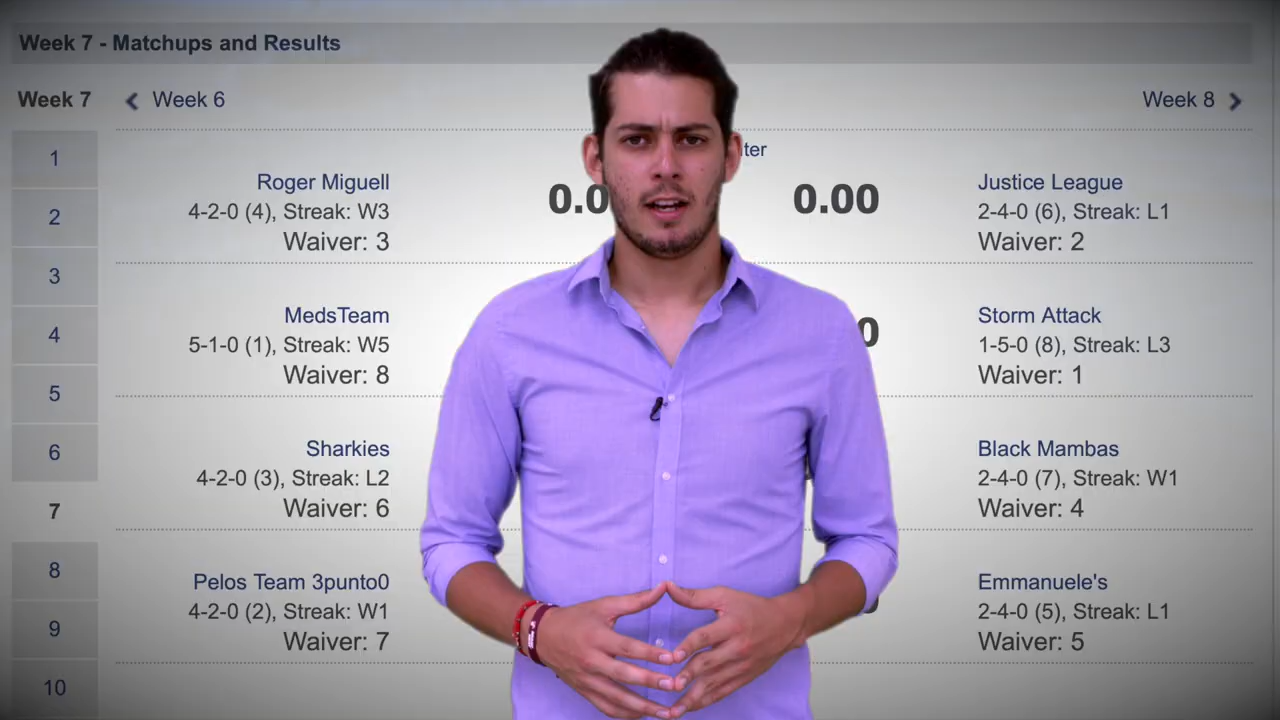 Week 7 - Matchups and Results
Week 7
Week 6
Week 8
1
2
3
4
5
6
7
8
9
10
Roger Miguell
4-2-0 (4), Streak: W3
Waiver: 3
0.00
Justice League
2-4-0 (6), Streak: L1
Waiver: 2
MedsTeam
5-1-0 (1), Streak: W5
Waiver: 8
Storm Attack
1-5-0 (8), Streak: L3
Waiver: 1
Sharkies
4-2-0 (3), Streak: L2
Waiver: 6
Black Mambas
2-4-0 (7), Streak: W1
Waiver: 4
Pelos Team 3punto0
4-2-0 (2), Streak: W1
Waiver: 7
Emmanuele's
2-4-0 (5), Streak: L1
Waiver: 5